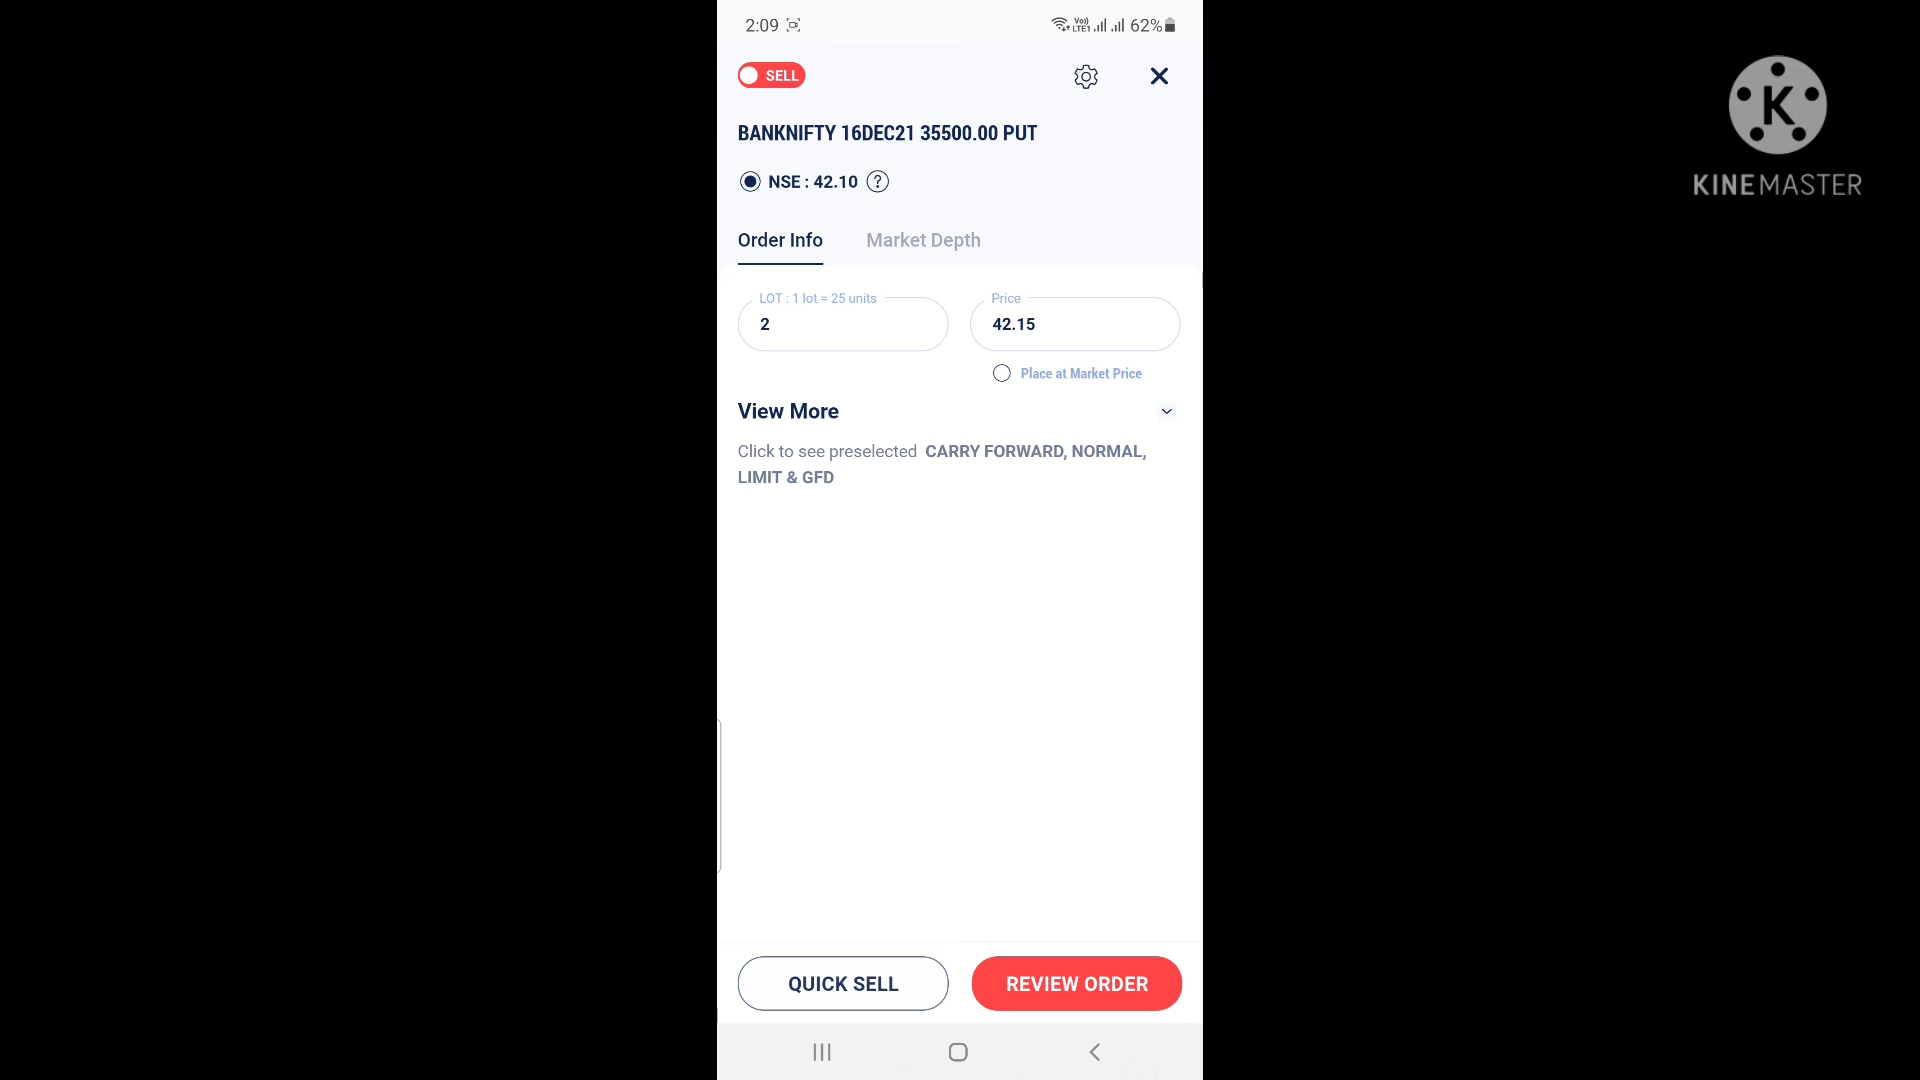 2:09 Vo)) LTE1 62%
SELL
BANKNIFTY 16DEC21 35500.00 PUT
NSE : 42.10 ?
Order Info Market Depth
LOT : 1 lot = 25 units Price
2 42.15
Place at Market Price
View More
Click to see preselected CARRY FORWARD, NORMAL,
LIMIT & GFD
QUICK SELL REVIEW ORDER
K
KINEMASTER